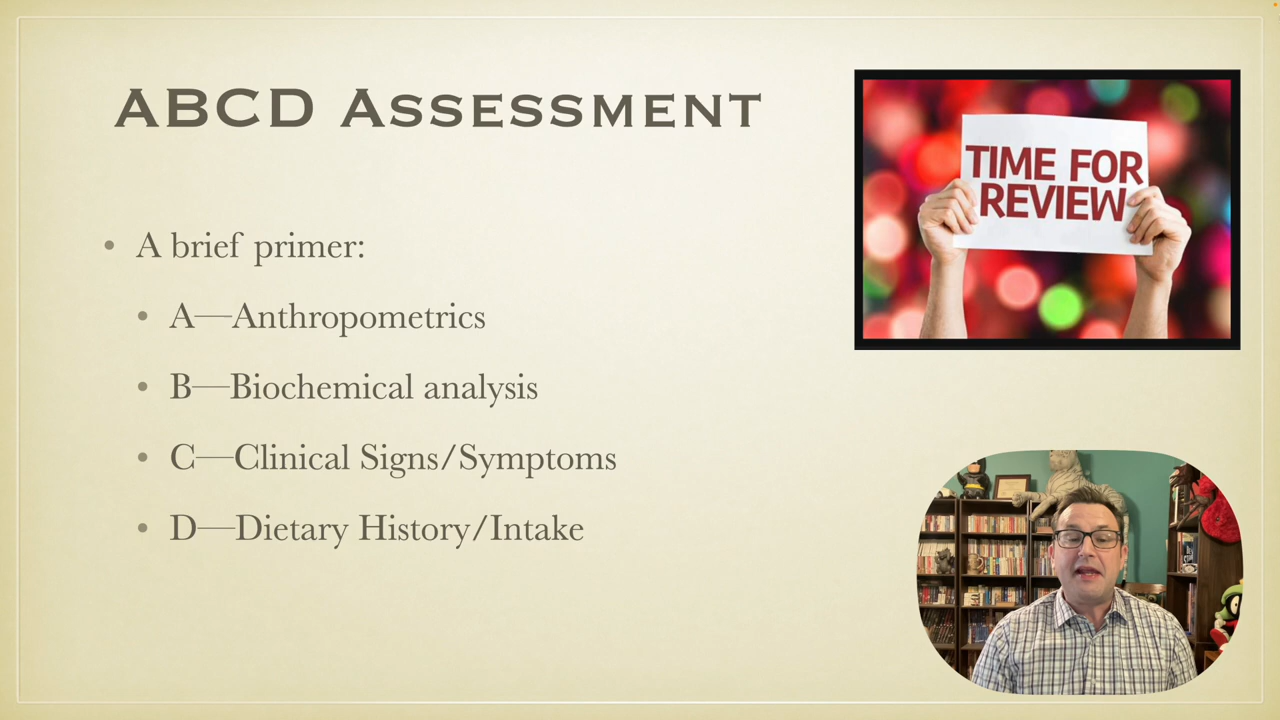 ABCD Assessment
TIME FOR
REVIEW
• A brief primer:
• A—Anthropometrics
• B—Biochemical analysis
• C—Clinical Signs/Symptoms
• D—Dietary History/Intake